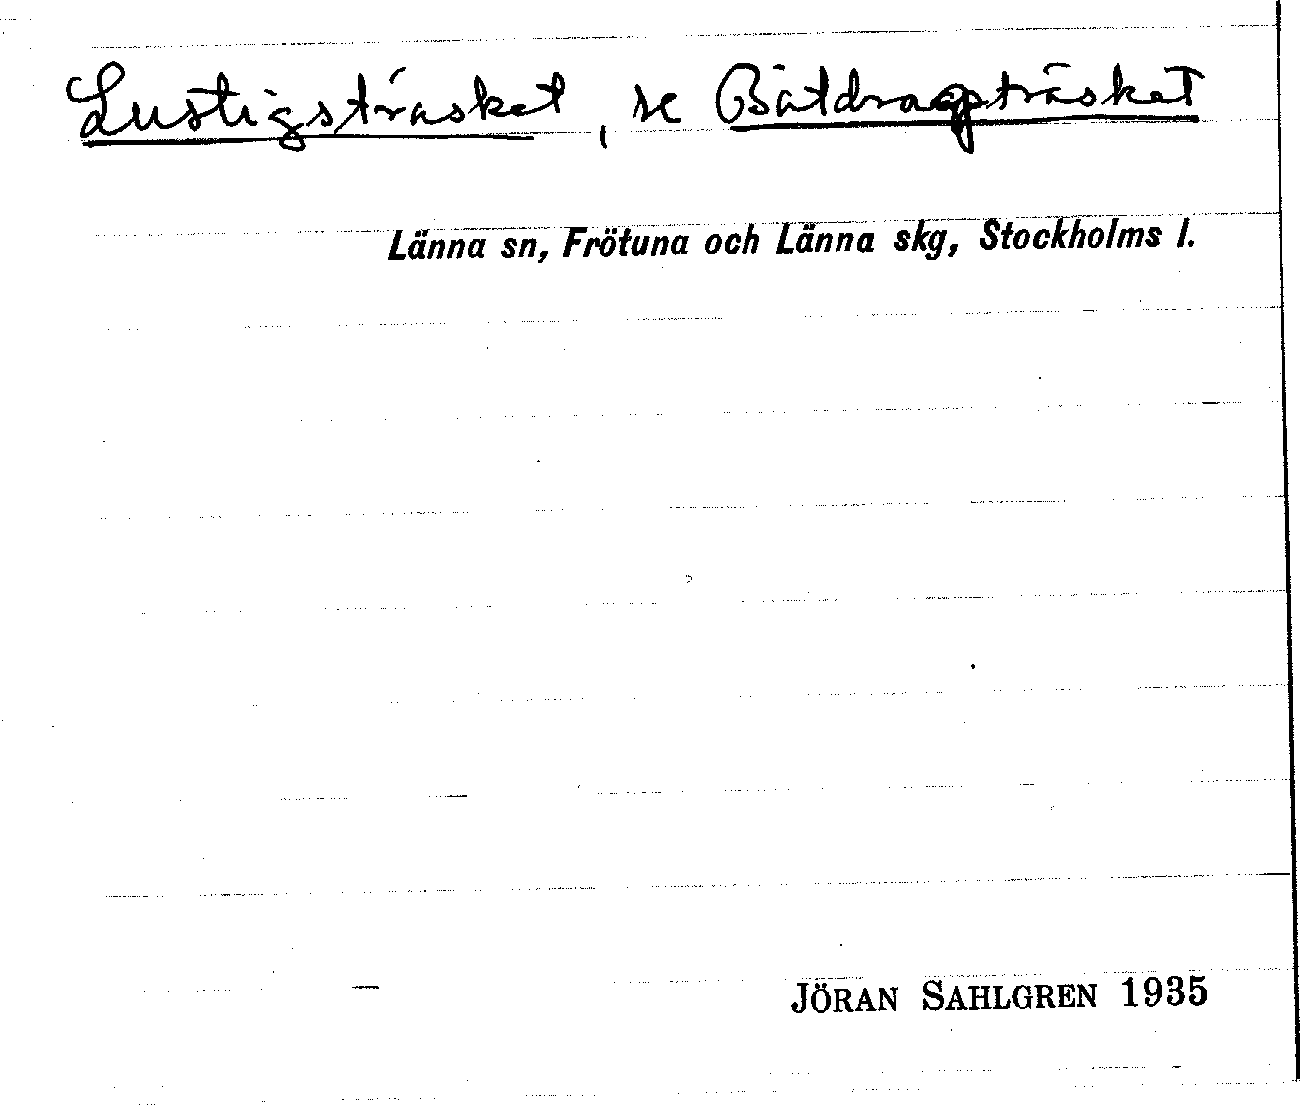 Lustigsträsket, se Båtdragsträsket
Länna sn, Frötuna och Länna skg, Stockholms l.
JÖRAN SAHLGREN 1935